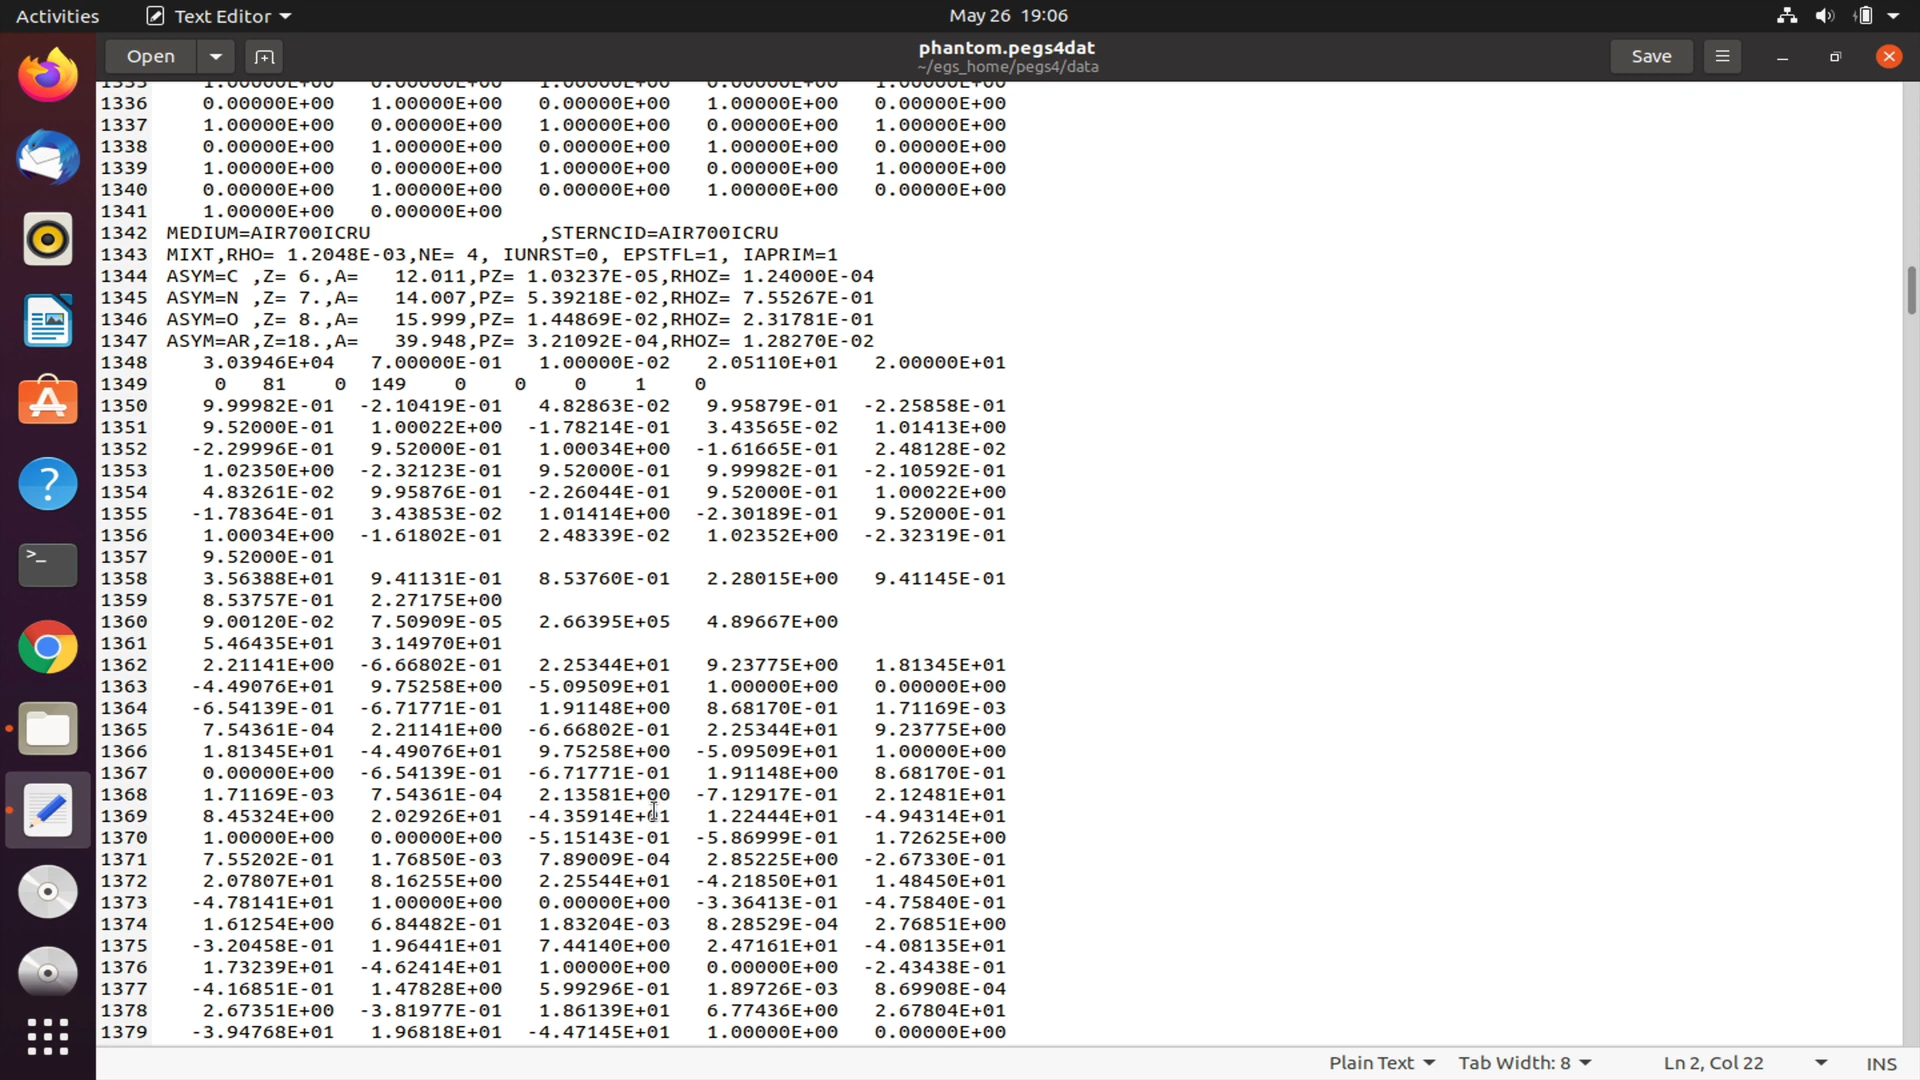 Activities Text Editor May 26 19:06
Open phantom.pegs4dat Save
~/egs_home/pegs4/data
1335 1.00000E+00 0.00000E+00 1.00000E+00 0.00000E+00 1.00000E+00
1336 0.00000E+00 1.00000E+00 0.00000E+00 1.00000E+00 0.00000E+00
1337 1.00000E+00 0.00000E+00 1.00000E+00 0.00000E+00 1.00000E+00
1338 0.00000E+00 1.00000E+00 0.00000E+00 1.00000E+00 0.00000E+00
1339 1.00000E+00 0.00000E+00 1.00000E+00 0.00000E+00 1.00000E+00
1340 0.00000E+00 1.00000E+00 0.00000E+00 1.00000E+00 0.00000E+00
1341 1.00000E+00 0.00000E+00
1342 MEDIUM=AIR700ICRU ,STERNCID=AIR700ICRU
1343 MIXT,RHO= 1.2048E-03,NE= 4, IUNRST=0, EPSTFL=1, IAPRIM=1
1344 ASYM=C ,Z= 6.,A= 12.011,PZ= 1.03237E-05,RHOZ= 1.24000E-04
1345 ASYM=N ,Z= 7.,A= 14.007,PZ= 5.39218E-02,RHOZ= 7.55267E-01
1346 ASYM=O ,Z= 8.,A= 15.999,PZ= 1.44869E-02,RHOZ= 2.31781E-01
1347 ASYM=AR,Z=18.,A= 39.948,PZ= 3.21092E-04,RHOZ= 1.28270E-02
1348 3.03946E+04 7.00000E-01 1.00000E-02 2.05110E+01 2.00000E+01
1349 0 81 0 149 0 0 0 1 0
1350 9.99982E-01 -2.10419E-01 4.82863E-02 9.95879E-01 -2.25858E-01
1351 9.52000E-01 1.00022E+00 -1.78214E-01 3.43565E-02 1.01413E+00
1352 -2.29996E-01 9.52000E-01 1.00034E+00 -1.61665E-01 2.48128E-02
1353 1.02350E+00 -2.32123E-01 9.52000E-01 9.99982E-01 -2.10592E-01
1354 4.83261E-02 9.95876E-01 -2.26044E-01 9.52000E-01 1.00022E+00
1355 -1.78364E-01 3.43853E-02 1.01414E+00 -2.30189E-01 9.52000E-01
1356 1.00034E+00 -1.61802E-01 2.48339E-02 1.02352E+00 -2.32319E-01
1357 9.52000E-01
1358 3.56388E+01 9.41131E-01 8.53760E-01 2.28015E+00 9.41145E-01
1359 8.53757E-01 2.27175E+00
1360 9.00120E-02 7.50909E-05 2.66395E+05 4.89667E+00
1361 5.46435E+01 3.14970E+01
1362 2.21141E+00 -6.66802E-01 2.25344E+01 9.23775E+00 1.81345E+01
1363 -4.49076E+01 9.75258E+00 -5.09509E+01 1.00000E+00 0.00000E+00
1364 -6.54139E-01 -6.71771E-01 1.91148E+00 8.68170E-01 1.71169E-03
1365 7.54361E-04 2.21141E+00 -6.66802E-01 2.25344E+01 9.23775E+00
1366 1.81345E+01 -4.49076E+01 9.75258E+00 -5.09509E+01 1.00000E+00
1367 0.00000E+00 -6.54139E-01 -6.71771E-01 1.91148E+00 8.68170E-01
1368 1.71169E-03 7.54361E-04 2.13581E+00 -7.12917E-01 2.12481E+01
1369 8.45324E+00 2.02926E+01 -4.35914E+01 1.22444E+01 -4.94314E+01
1370 1.00000E+00 0.00000E+00 -5.15143E-01 -5.86999E-01 1.72625E+00
1371 7.55202E-01 1.76850E-03 7.89009E-04 2.85225E+00 -2.67330E-01
1372 2.07807E+01 8.16255E+00 2.25544E+01 -4.21850E+01 1.48450E+01
1373 -4.78141E+01 1.00000E+00 0.00000E+00 -3.36413E-01 -4.75840E-01
1374 1.61254E+00 6.84482E-01 1.83204E-03 8.28529E-04 2.76851E+00
1375 -3.20458E-01 1.96441E+01 7.44140E+00 2.47161E+01 -4.08135E+01
1376 1.73239E+01 -4.62414E+01 1.00000E+00 0.00000E+00 -2.43438E-01
1377 -4.16851E-01 1.47828E+00 5.99296E-01 1.89726E-03 8.69908E-04
1378 2.67351E+00 -3.81977E-01 1.86139E+01 6.77436E+00 2.67804E+01
1379 -3.94768E+01 1.96818E+01 -4.47145E+01 1.00000E+00 0.00000E+00
Plain Text Tab Width: 8 Ln 2, Col 22 INS